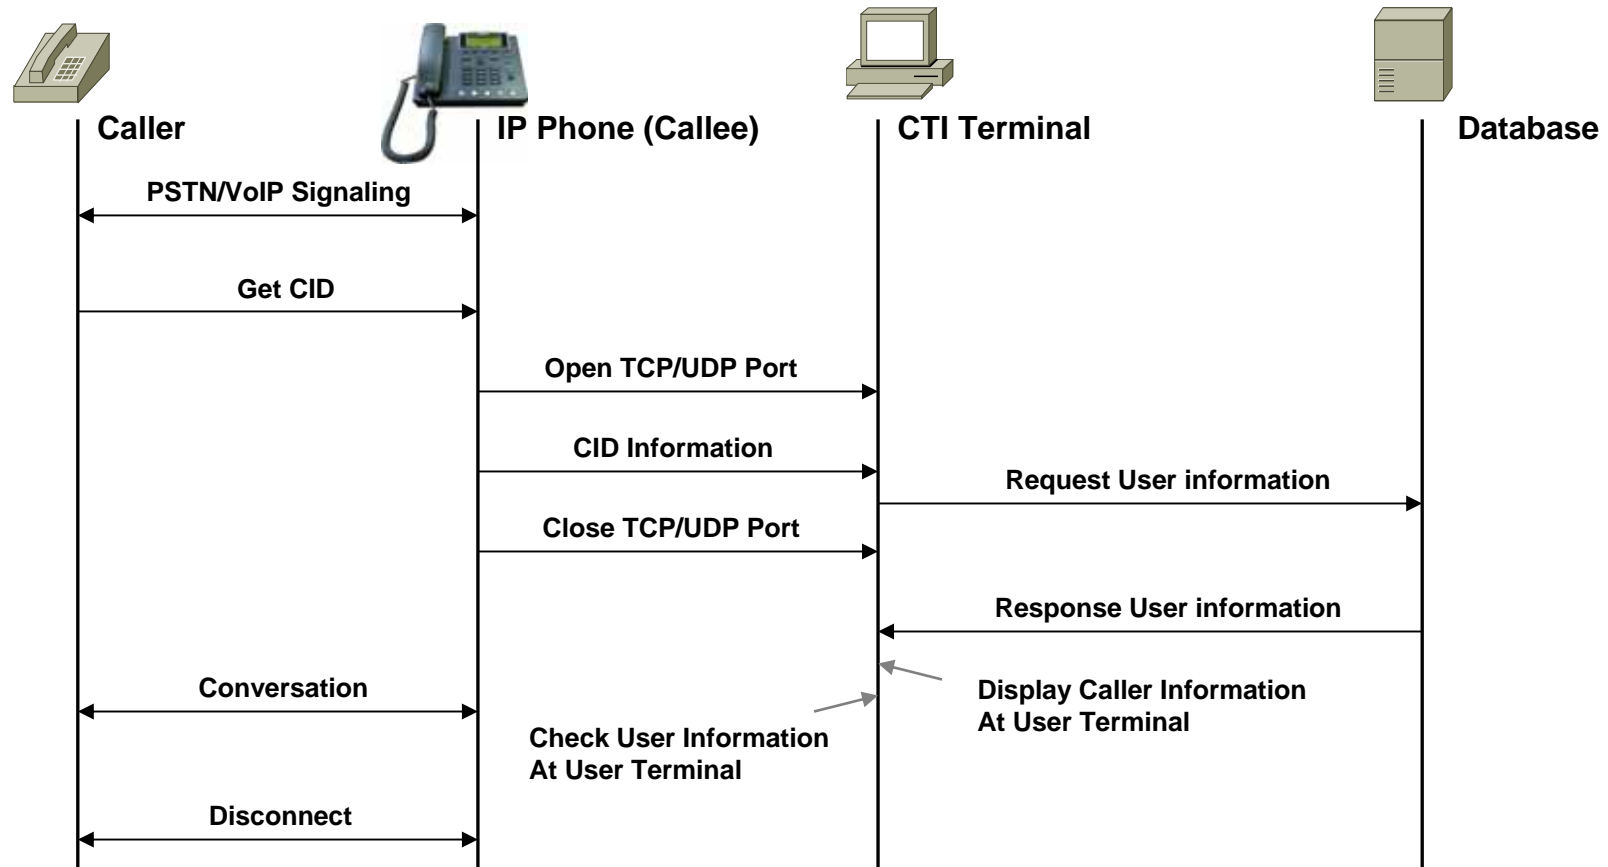 Caller
IP Phone (Callee)
CTI Terminal
Database
PSTN/VoIP Signaling
Get CID
Open TCP/UDP Port
CID Information
Request User information
Close TCP/UDP Port
Response User information
Conversation
Display Caller Information
At User Terminal
Check User Information
At User Terminal
Disconnect